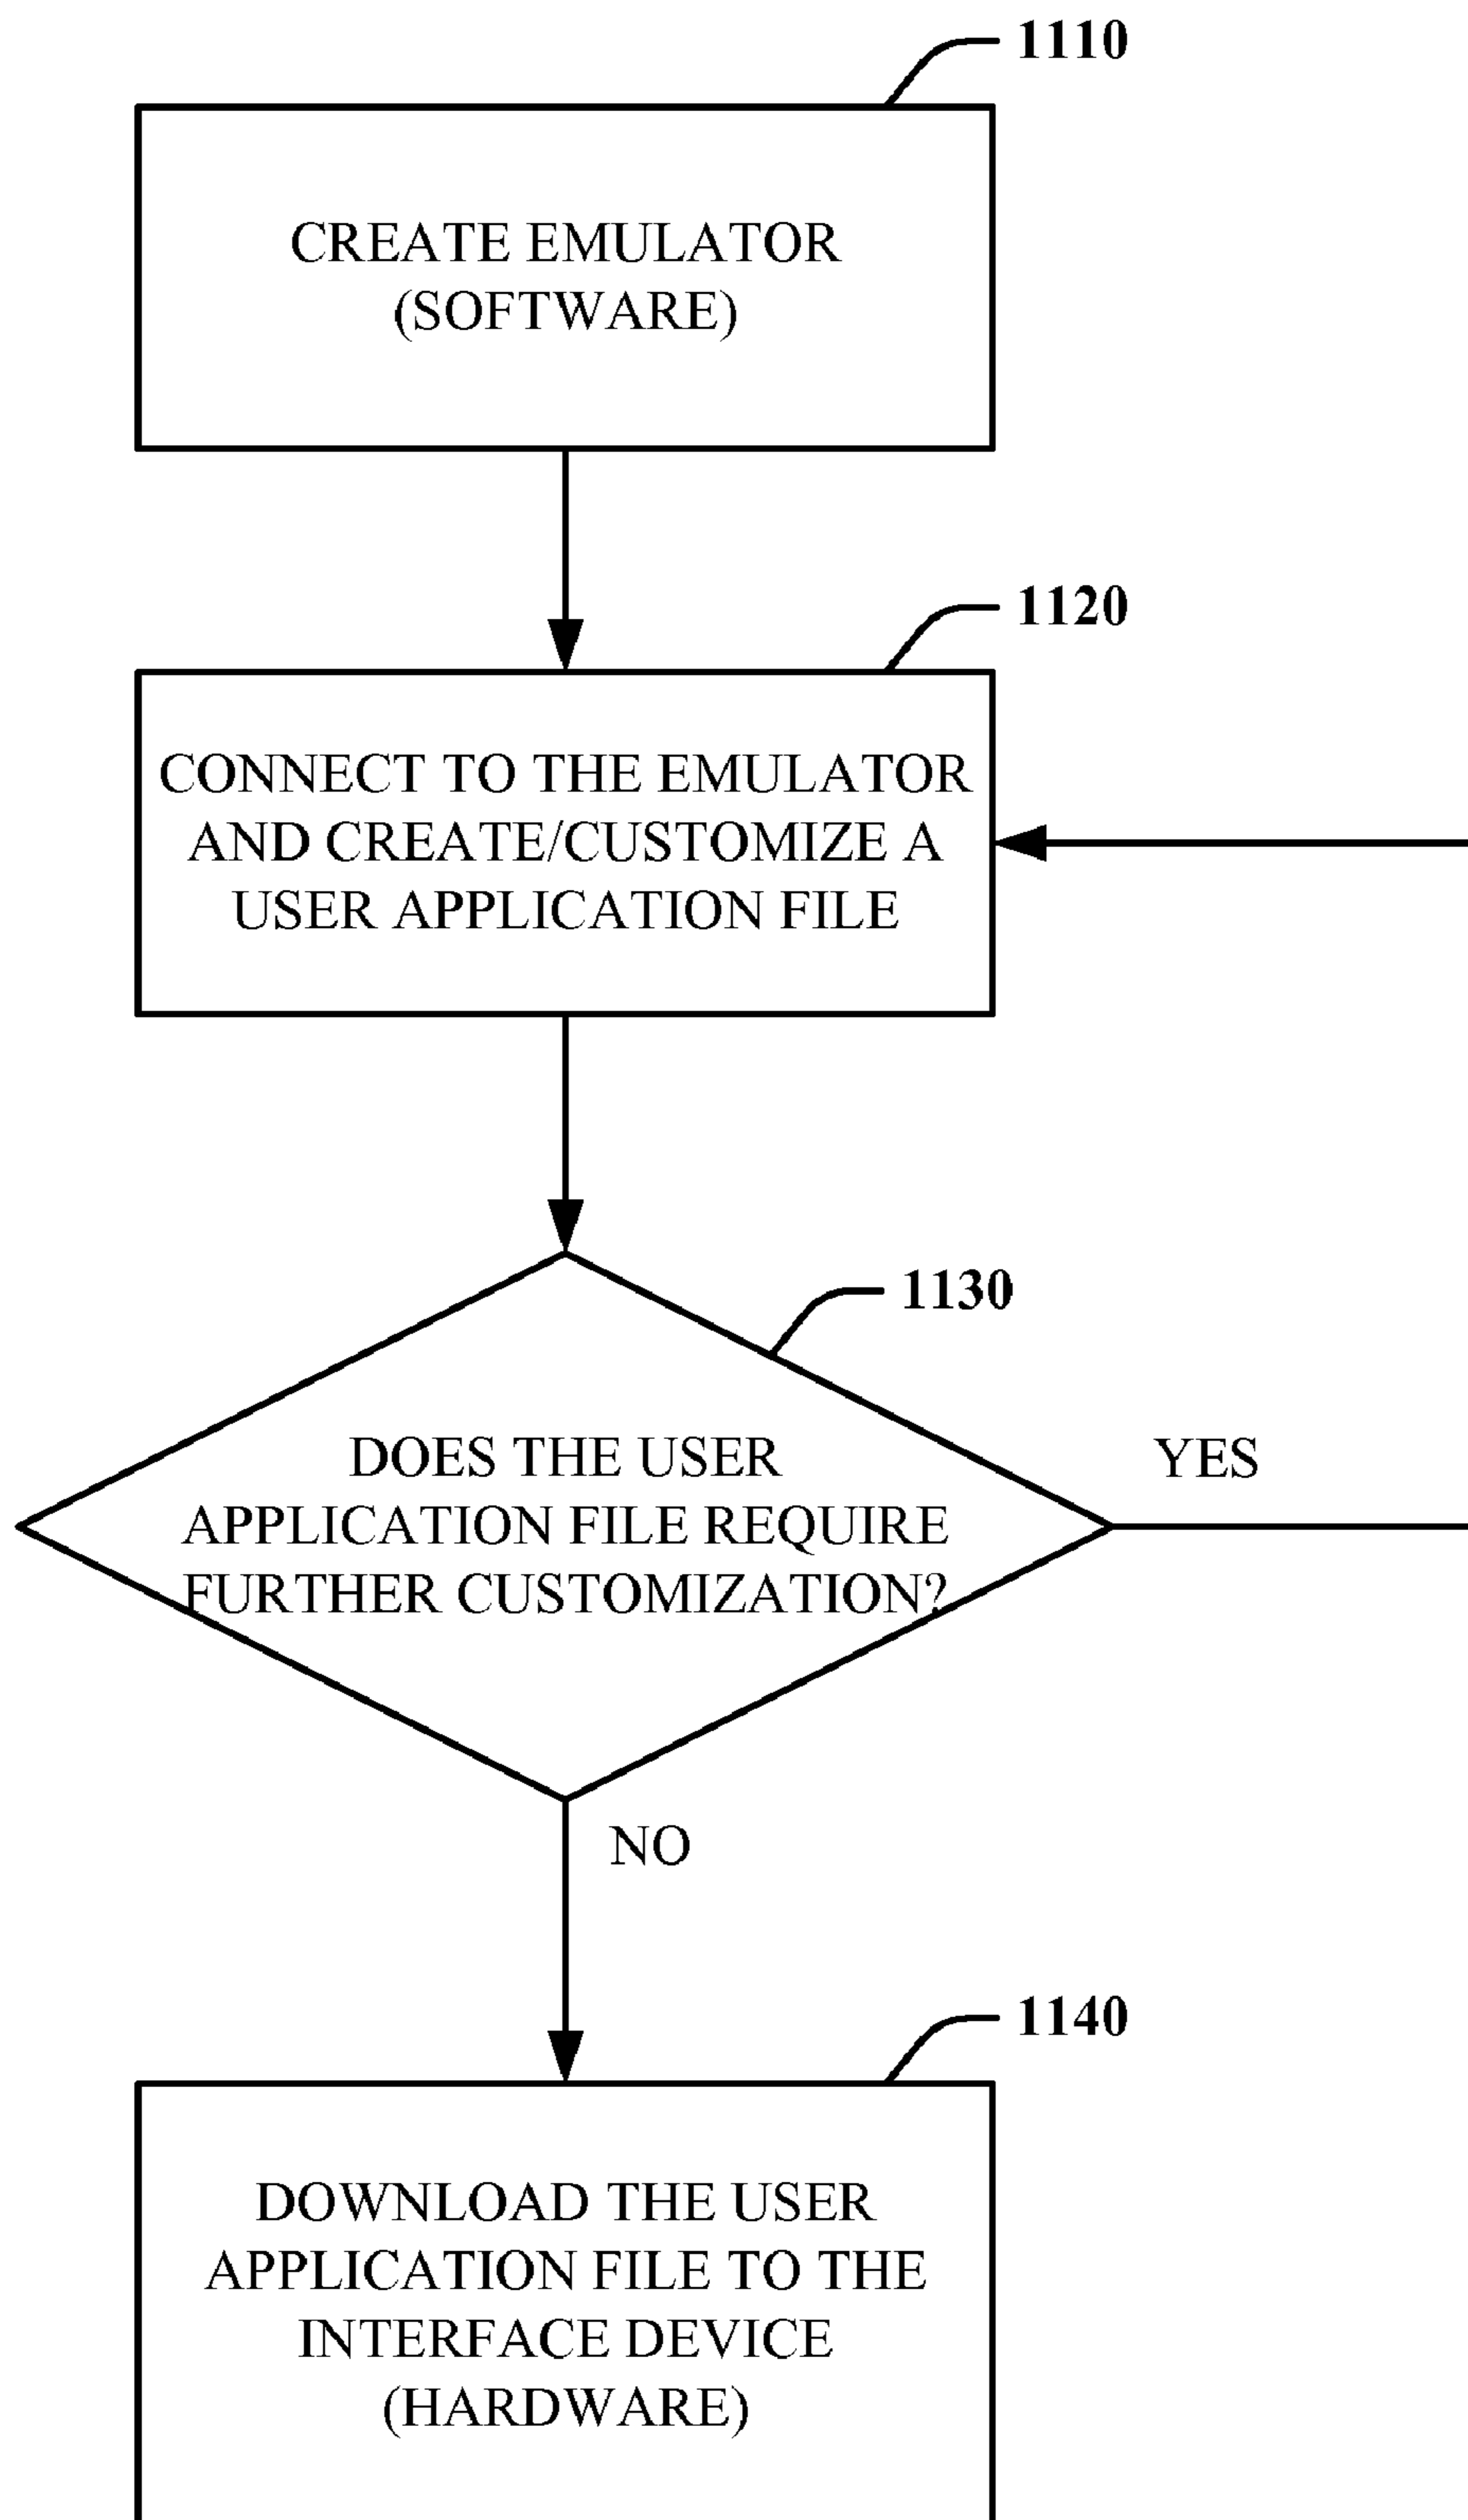 1110
CREATE EMULATOR
(SOFTWARE)
1120
CONNECT TO THE EMULATOR
AND CREATE/CUSTOMIZE A
USER APPLICATION FILE
1130
DOES THE USER
APPLICATION FILE REQUIRE
FURTHER CUSTOMIZATION?
YES
NO
1140
DOWNLOAD THE USER
APPLICATION FILE TO THE
INTERFACE DEVICE
(HARDWARE)